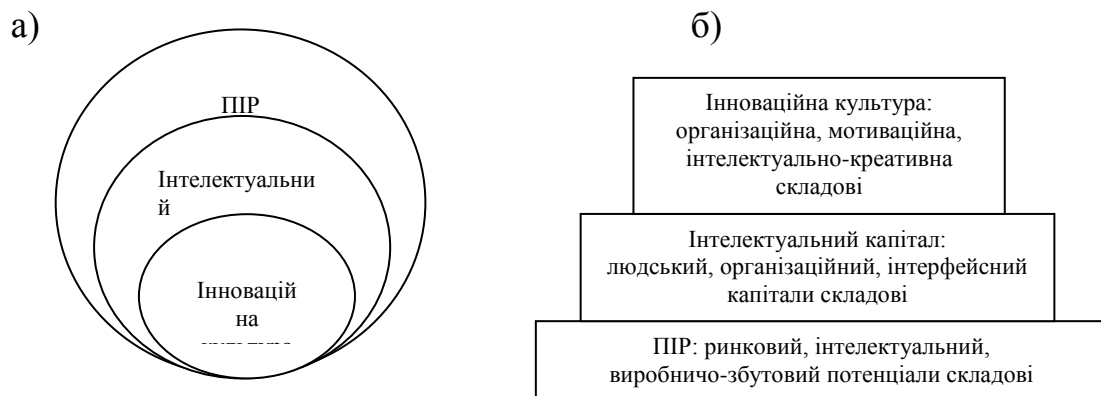 а)
ПІР
Інтелектуальни
й
Інновацій
на
б)
Інноваційна культура:
організаційна, мотиваційна,
інтелектуально-креативна
складові
Інтелектуальний капітал:
людський, організаційний, інтерфейсний
капітали складові
ПІР: ринковий, інтелектуальний,
виробничо-збутовий потенціали складові